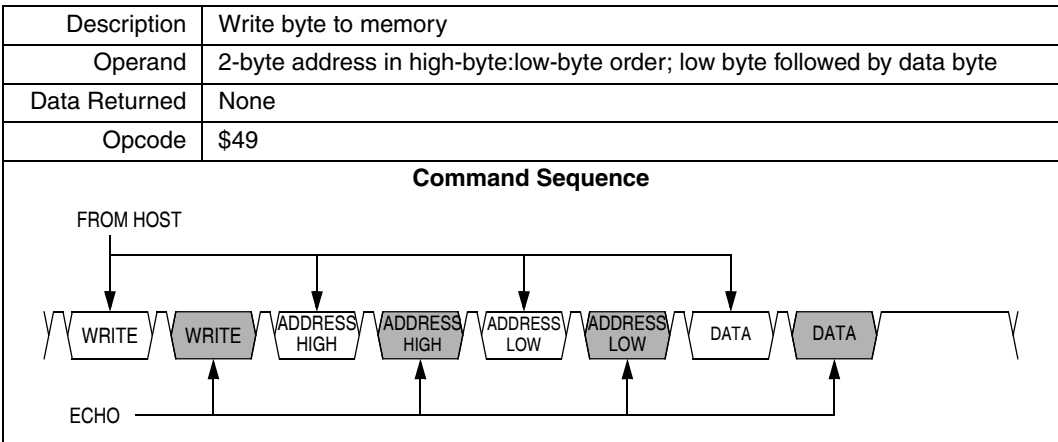 Description Write byte to memory
Operand 2-byte address in high-byte:low-byte order; low byte followed by data byte
Data Returned None
Opcode $49
Command Sequence
FROM HOST
WRITE WRITE ADDRESS HIGH ADDRESS HIGH ADDRESS LOW ADDRESS LOW DATA DATA
ECHO